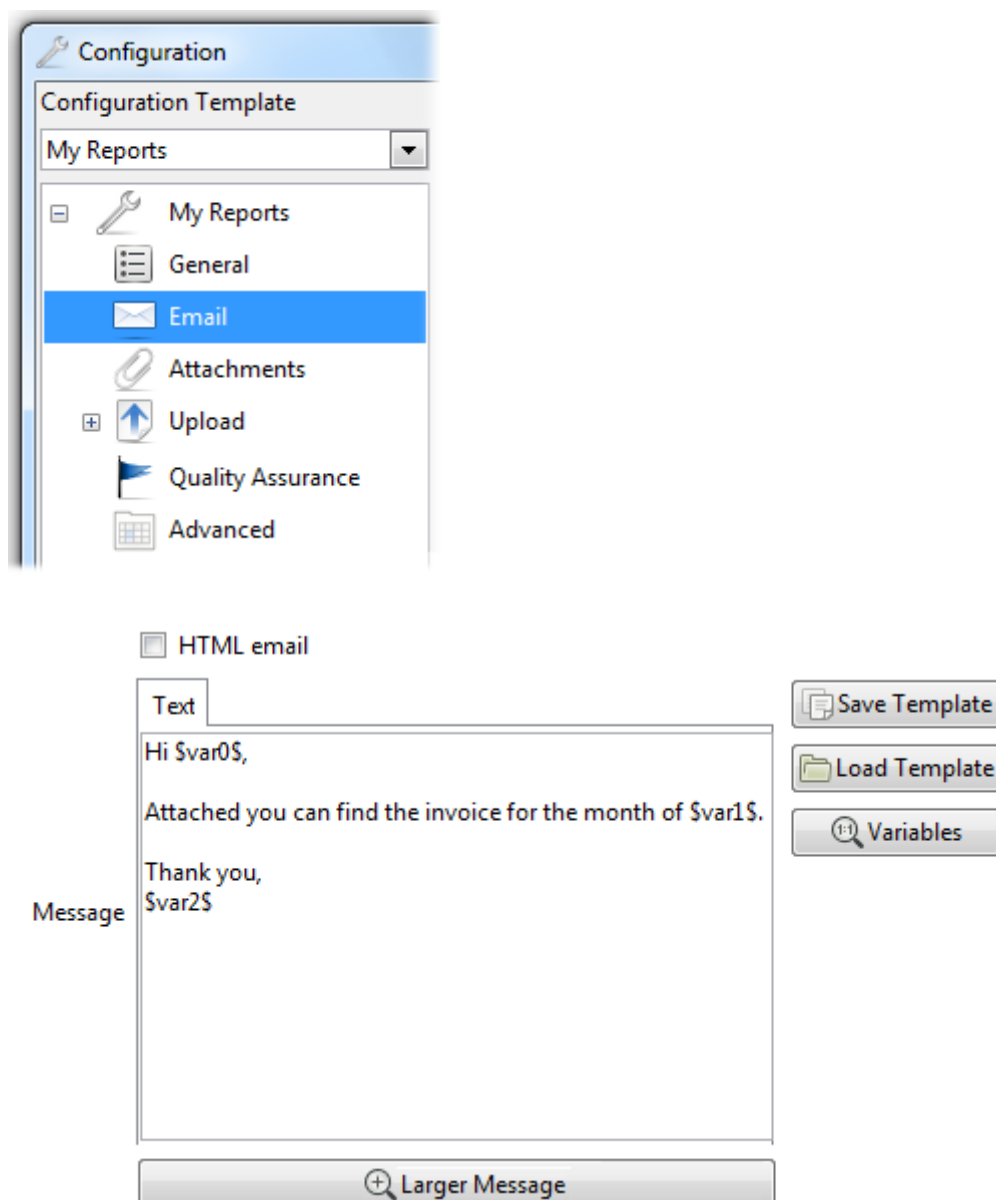 Configuration
Configuration Template
My Reports
My Reports
General
Email
Attachments
Upload
Quality Assurance
Advanced
HTML email
Text
Save Template
Hi $var0$,
Load Template
Attached you can find the invoice for the month of $var1$.
1:1 Variables
Thank you,
Message
$var2$
Larger Message